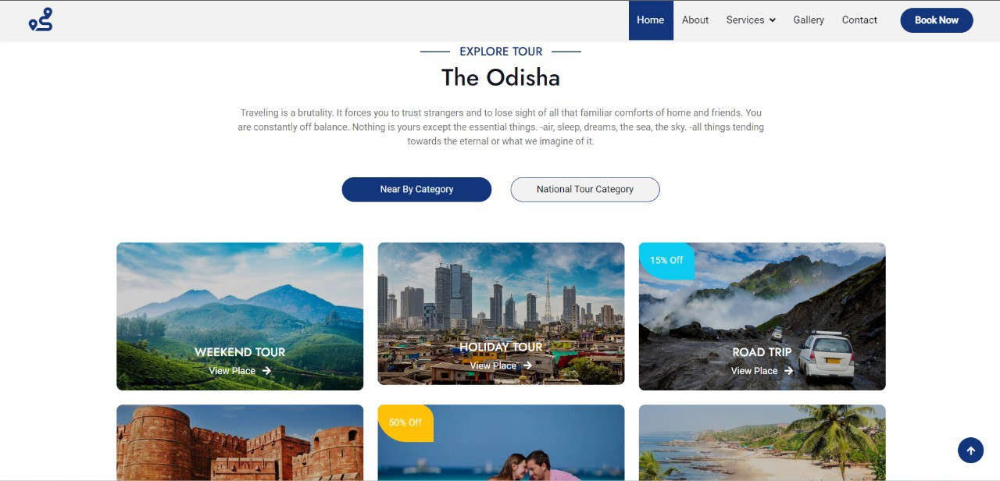 Home About Services Gallery Contact Book Now
EXPLORE TOUR
The Odisha
Traveling is a brutality. It forces you to trust strangers and to lose sight of all that familiar comforts of home and friends. You
are constantly off balance. Nothing is yours except the essential things. -air, sleep, dreams, the sea, the sky. -all things tending
towards the eternal or what we imagine of it.
Near By Category National Tour Category
WEEKEND TOUR
View Place
HOLIDAY TOUR
View Place
15% Off
ROAD TRIP
View Place
50% Off